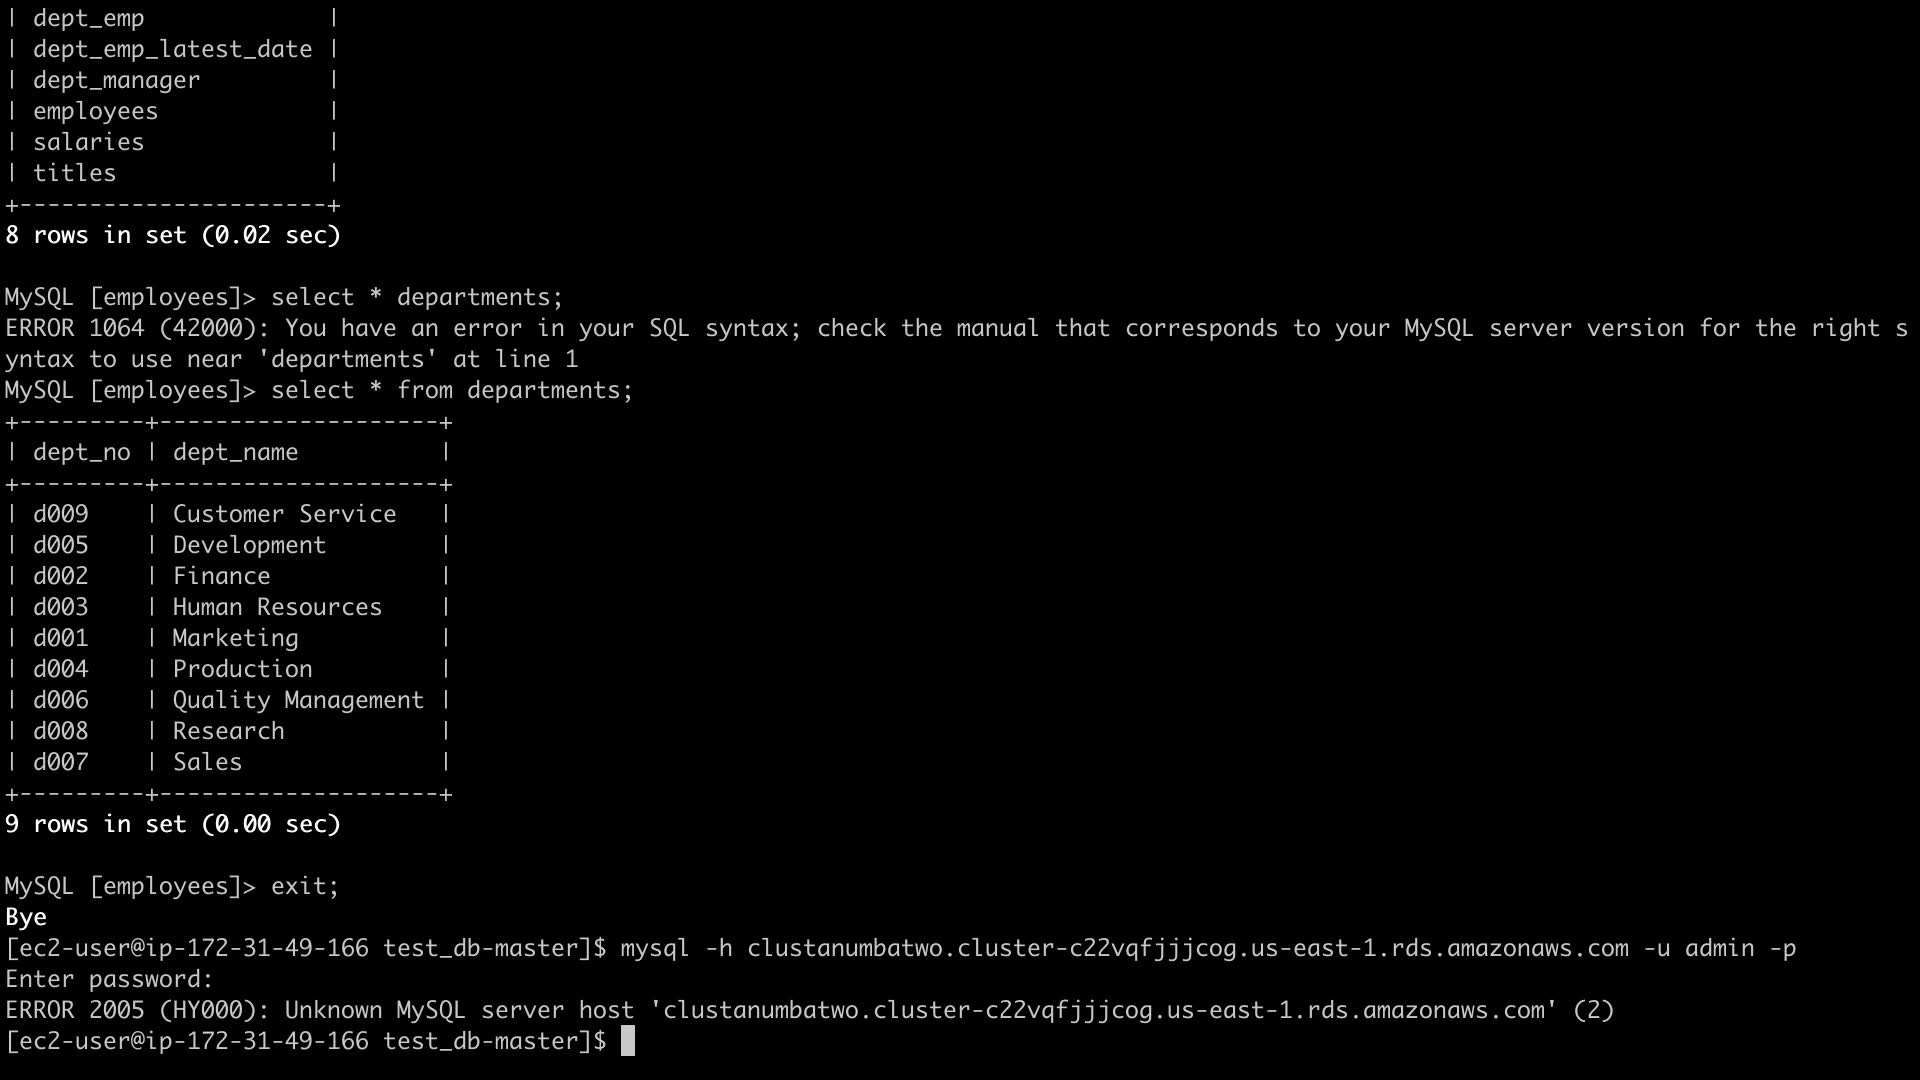 | dept_emp             |
| dept_emp_latest_date |
| dept_manager         |
| employees            |
| salaries             |
| titles               |
+----------------------+
8 rows in set (0.02 sec)

MySQL [employees]> select * departments;
ERROR 1064 (42000): You have an error in your SQL syntax; check the manual that corresponds to your MySQL server version for the right s
yntax to use near 'departments' at line 1
MySQL [employees]> select * from departments;
+---------+--------------------+
| dept_no | dept_name          |
+---------+--------------------+
| d009    | Customer Service   |
| d005    | Development        |
| d002    | Finance            |
| d003    | Human Resources    |
| d001    | Marketing          |
| d004    | Production         |
| d006    | Quality Management |
| d008    | Research           |
| d007    | Sales              |
+---------+--------------------+
9 rows in set (0.00 sec)

MySQL [employees]> exit;
Bye
[ec2-user@ip-172-31-49-166 test_db-master]$ mysql -h clustanumbatwo.cluster-c22vqfjjjcog.us-east-1.rds.amazonaws.com -u admin -p
Enter password:
ERROR 2005 (HY000): Unknown MySQL server host 'clustanumbatwo.cluster-c22vqfjjjcog.us-east-1.rds.amazonaws.com' (2)
[ec2-user@ip-172-31-49-166 test_db-master]$